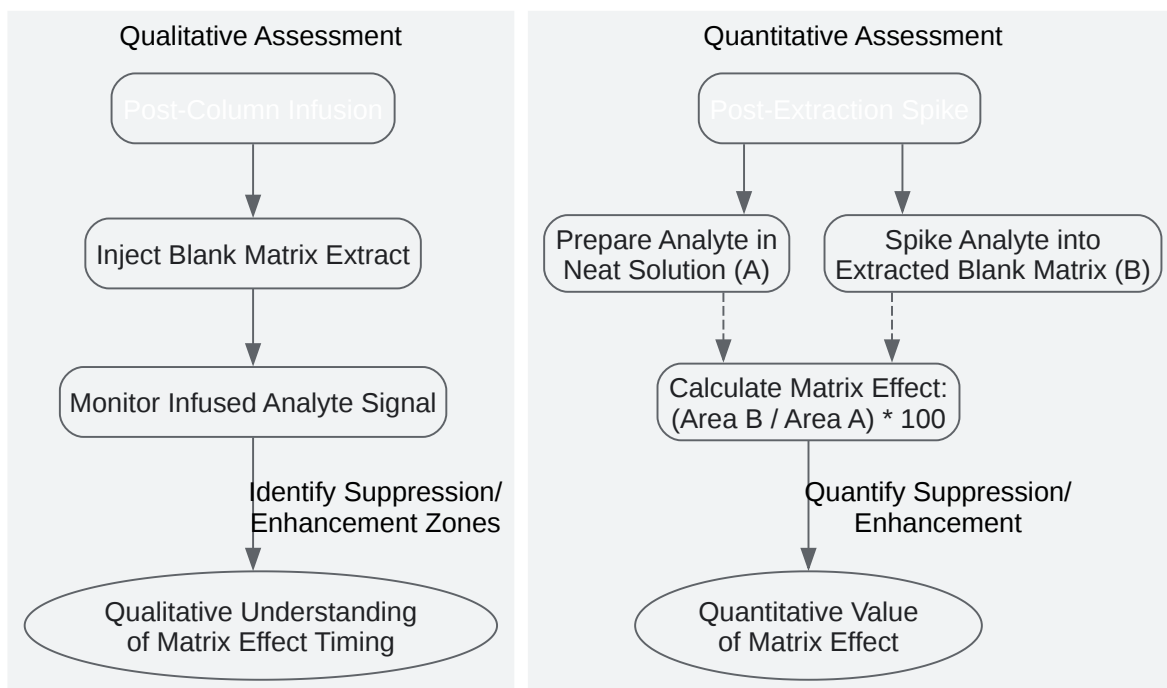 Qualitative Assessment
Post-Column Infusion
Inject Blank Matrix Extract
Monitor Infused Analyte Signal
Identify Suppression/
Enhancement Zones
Qualitative Understanding
of Matrix Effect Timing
Quantitative Assessment
Post-Extraction Spike
Prepare Analyte in
Neat Solution (A)
Spike Analyte into
Extracted Blank Matrix (B)
Calculate Matrix Effect:
(Area B / Area A) * 100
Quantify Suppression/
Enhancement
Quantitative Value
of Matrix Effect